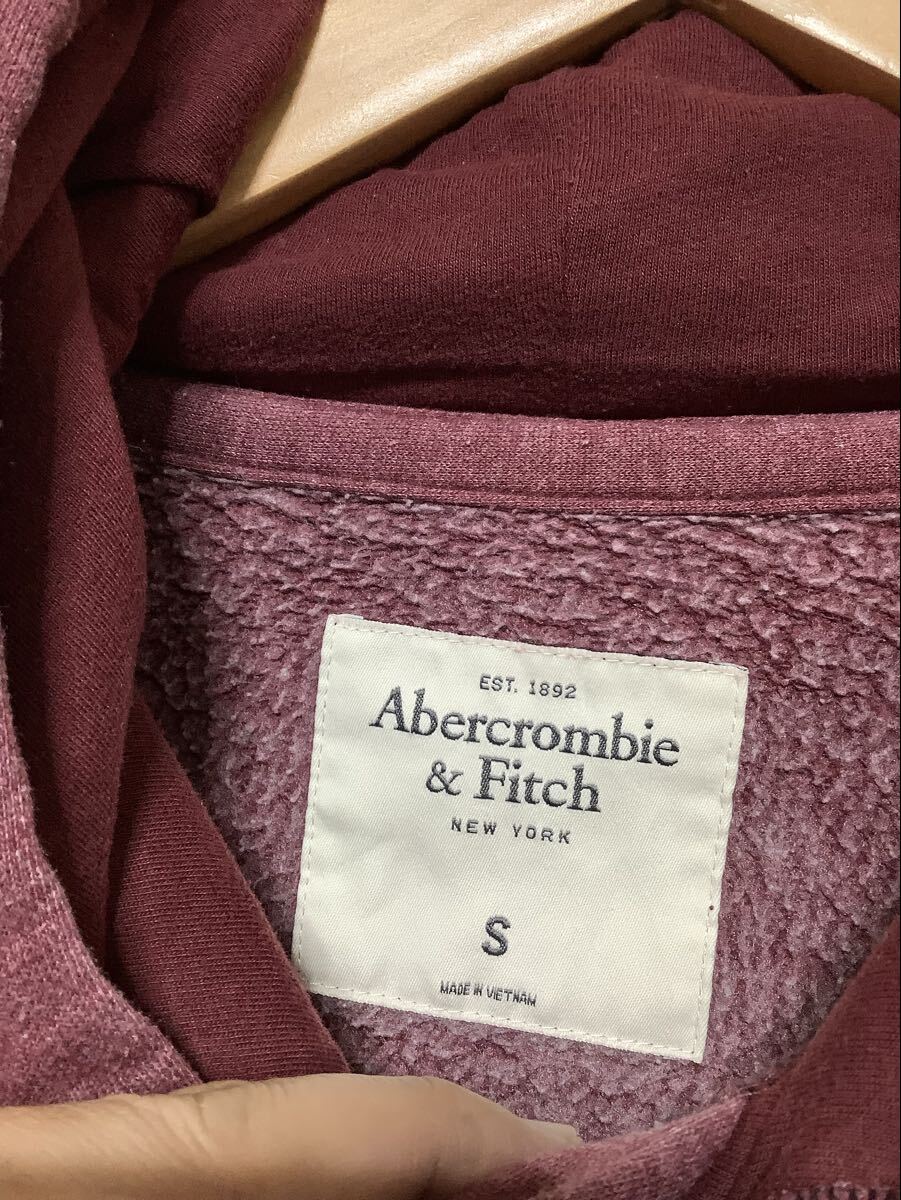 EST. 1892
Abercrombie
& Fitch
NEW YORK
S
MADE IN VIETNAM